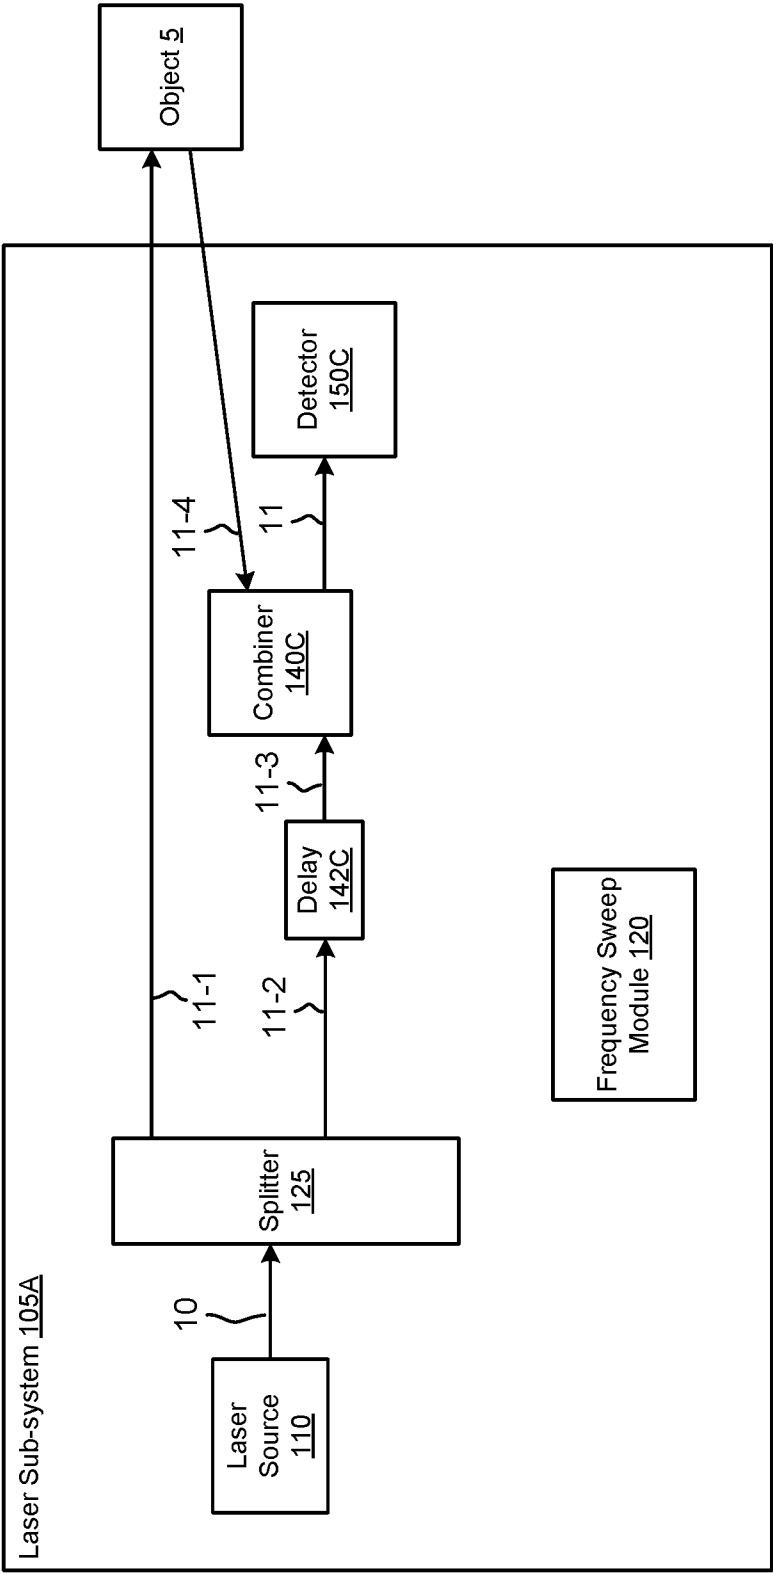 Laser Sub-system 105A
Laser
Source
110
10
Splitter
125
11-1
11-2
Delay
142C
11-3
Combiner
140C
11-4
11
Detector
150C
Object 5
Frequency Sweep
Module 120